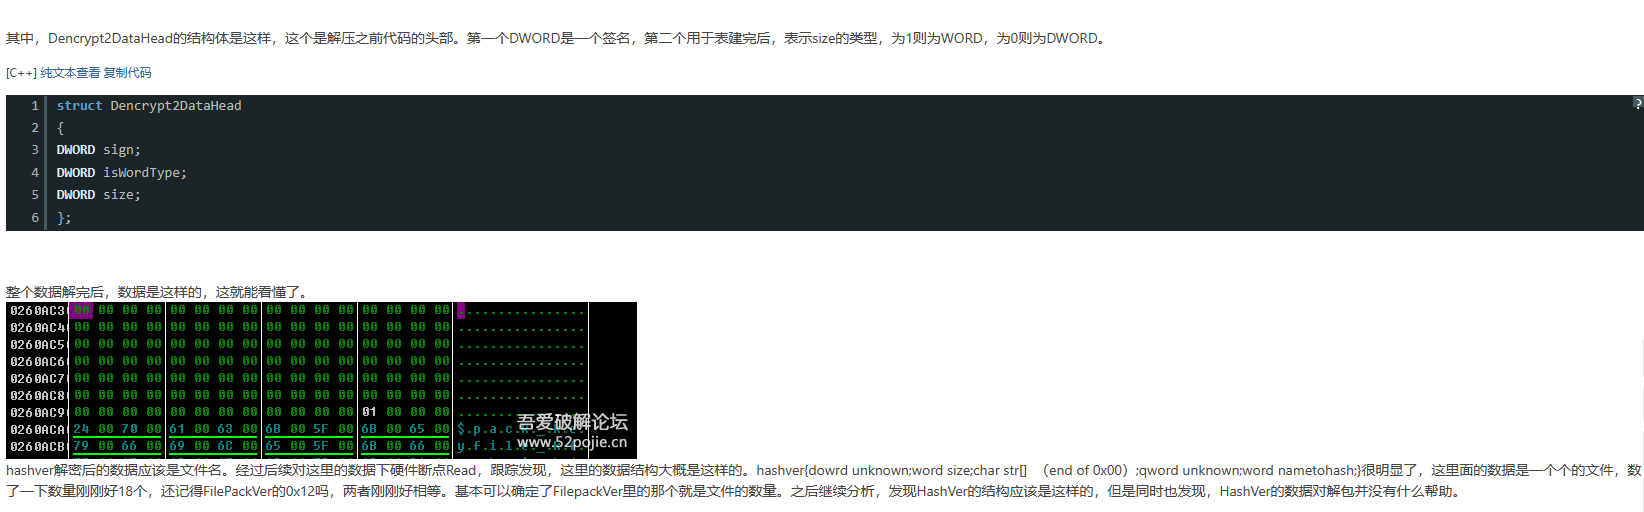 其中，Dencrypt2DataHead的结构体是这样，这个是解压之前代码的头部。第一个DWORD是一个签名，第二个用于表建完后，表示size的类型，为1则为WORD，为0则为DWORD。
[C++] 纯文本查看 复制代码
?
1 struct Dencrypt2DataHead
2 {
3 DWORD sign;
4 DWORD isWordType;
5 DWORD size;
6 };
整个数据解完后，数据是这样的，这就能看懂了。
0260AC3 00 00 00 00 00 00 00 00 00 00 00 00 00 00 00 00 ................
0260AC4 00 00 00 00 00 00 00 00 00 00 00 00 00 00 00 00 ................
0260AC5 00 00 00 00 00 00 00 00 00 00 00 00 00 00 00 00 ................
0260AC6 00 00 00 00 00 00 00 00 00 00 00 00 00 00 00 00 ................
0260AC7 00 00 00 00 00 00 00 00 00 00 00 00 00 00 00 00 ................
0260AC8 00 00 00 00 00 00 00 00 00 00 00 00 00 00 00 00 ................
0260AC9 00 00 00 00 00 00 00 00 00 00 00 00 01 00 00 00 ................
吾爱破解论坛
0260ACA 24 00 70 00 61 00 63 00 6B 00 5F 00 6B 00 65 00 $.p.a.c.k._.k.e.
www.52pojie.cn
0260ACB 79 00 66 00 69 00 6C 00 65 00 5F 00 6B 00 66 00 y.f.i.l.e._.k.f.
hashver解密后的数据应该是文件名。经过后续对这里的数据下硬件断点Read，跟踪发现，这里的数据结构大概是这样的。hashver{dowrd unknown;word size;char str[] （end of 0x00）;qword unknown;word nametohash;}很明显了，这里面的数据是一个个的文件，数
了一下数量刚刚好18个，还记得FilePackVer的0x12吗，两者刚刚好相等。基本可以确定了FilepackVer里的那个就是文件的数量。之后继续分析，发现HashVer的结构应该是这样的，但是同时也发现，HashVer的数据对解包并没有什么帮助。